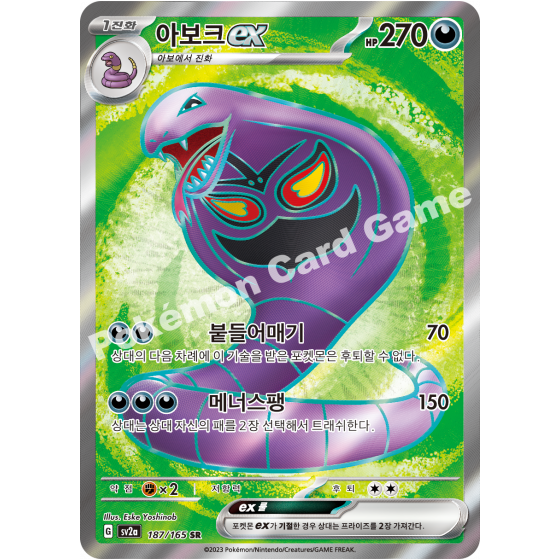 1진화
아보크ex
HP 270
아보에서 진화
Pokémon Card Game
붙들어매기 70
상대의 다음 차례에 이 기술을 받은 포켓몬은 후퇴할 수 없다.
메너스팽 150
상대는 상대 자신의 패를 2장 선택해서 트래쉬한다.
약점 ×2 저항력 후퇴
Illus. Eske Yoshinob
G sv2a 187/165 SR
ex 룰
포켓몬 ex가 기절한 경우 상대는 프라이즈를 2장 가져간다.
©2023 Pokémon/Nintendo/Creatures/GAME FREAK.